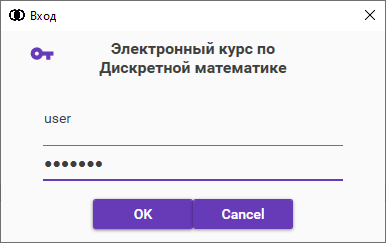 Вход
Электронный курс по
Дискретной математике
user
●●●●●●●
OK
Cancel